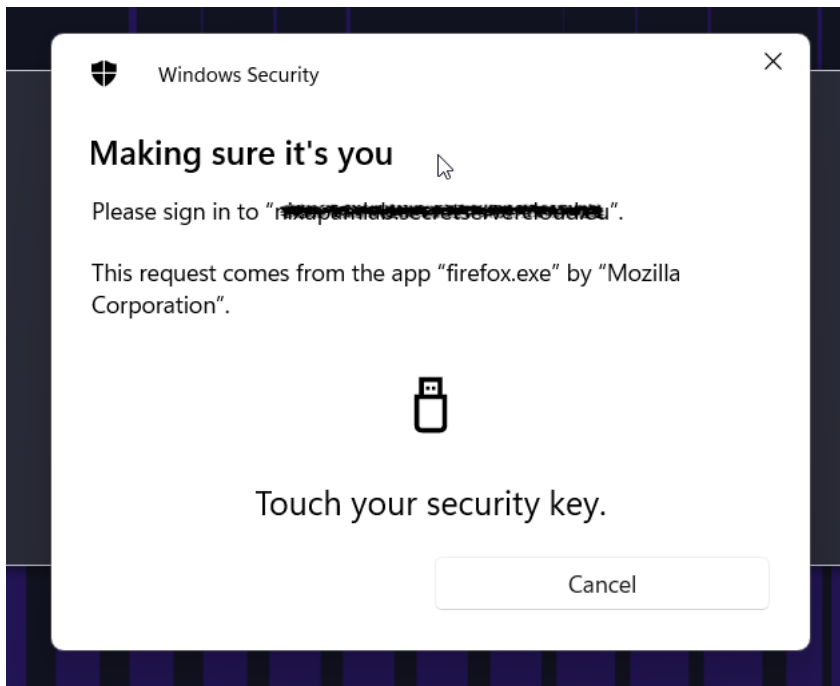 Windows Security
Making sure it's you
Please sign in to “ ”.
This request comes from the app “firefox.exe” by “Mozilla
Corporation”.
Touch your security key.
Cancel